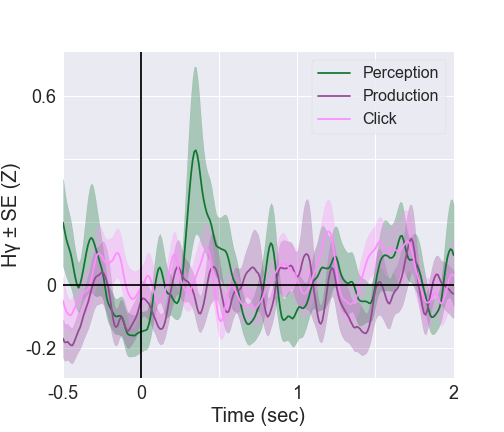 Perception
Production
Click
Hγ ± SE (Z)
0.6
0
-0.2
-0.5
0
1
2
Time (sec)